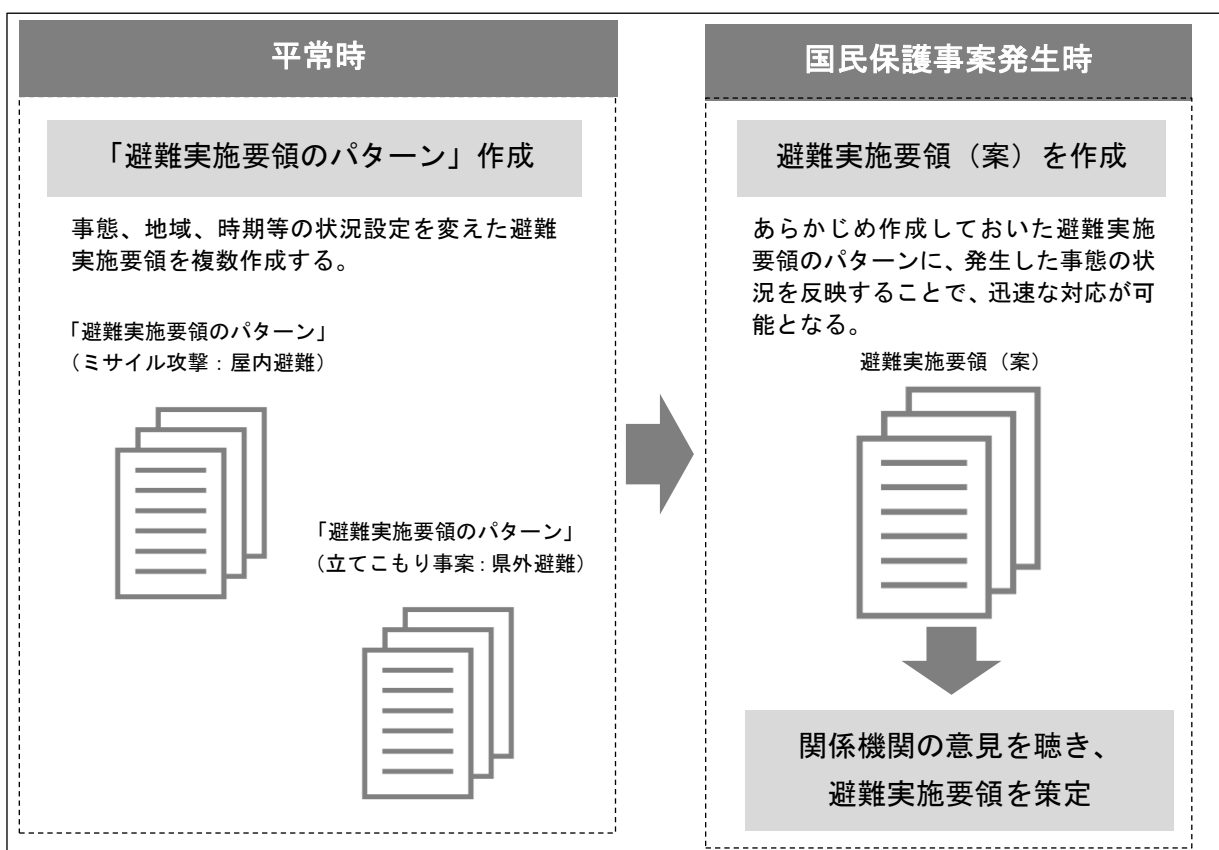 平常時
「避難実施要領のパターン」作成
事態、地域、時期等の状況設定を変えた避難
実施要領を複数作成する。
「避難実施要領のパターン」
（ミサイル攻撃：屋内避難）
「避難実施要領のパターン」
（立てこもり事案：県外避難）
国民保護事案発生時
避難実施要領（案）を作成
あらかじめ作成しておいた避難実施
要領のパターンに、発生した事態の状
況を反映することで、迅速な対応が可
能となる。
避難実施要領（案）
関係機関の意見を聴き、
避難実施要領を策定